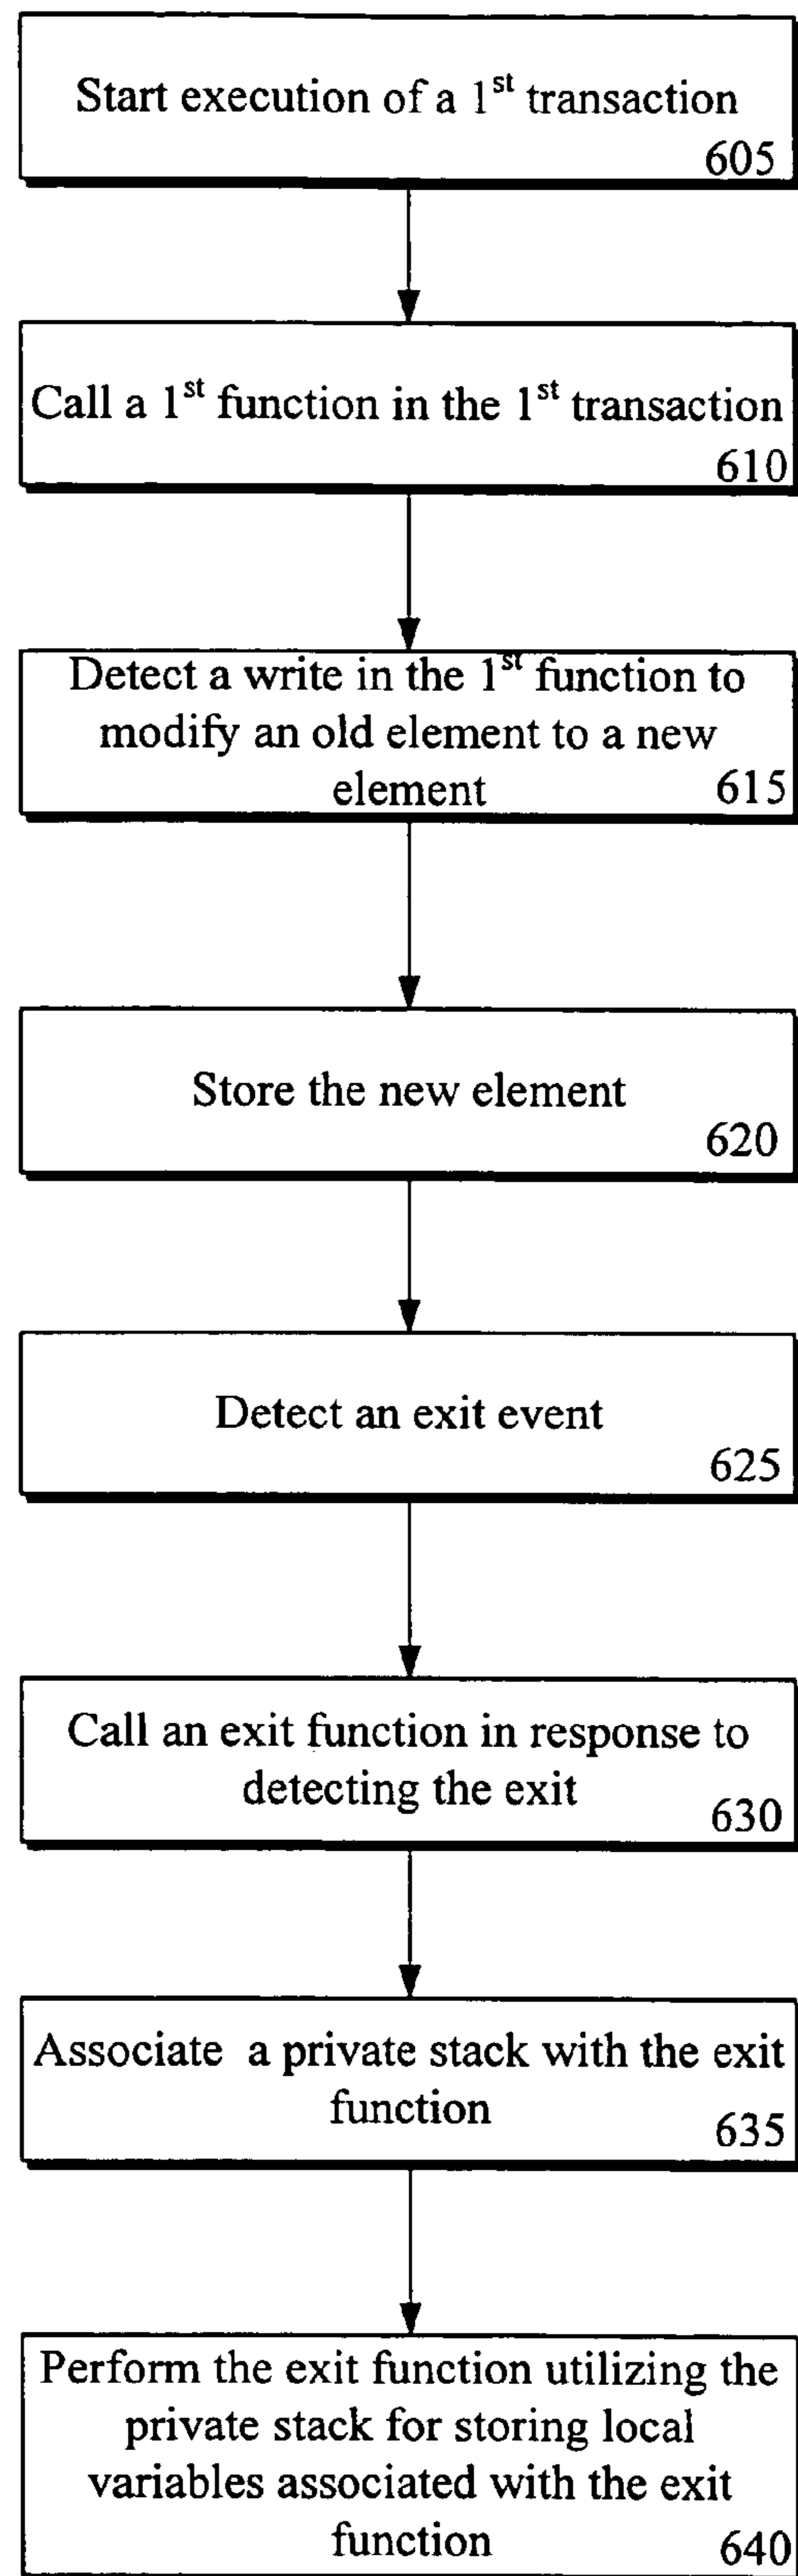 Start execution of a 1st transaction
605
Call a 1st function in the 1st transaction
610
Detect a write in the 1st function to
modify an old element to a new
element 615
Store the new element
620
Detect an exit event
625
Call an exit function in response to
detecting the exit
630
Associate a private stack with the exit
function
635
Perform the exit function utilizing the
private stack for storing local
variables associated with the exit
function 640